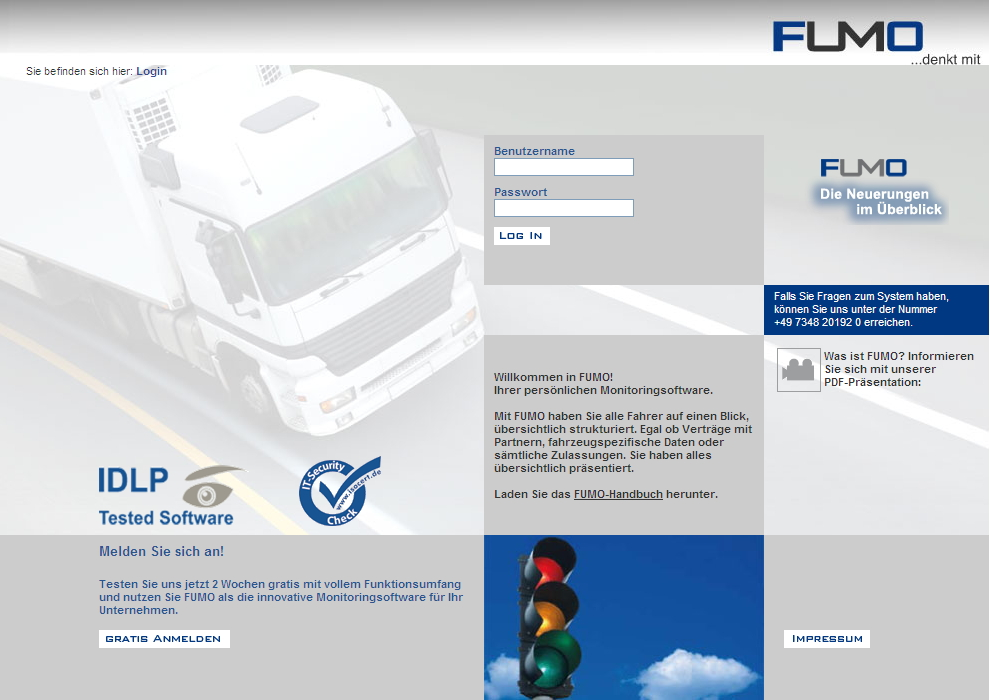 FUMO
...denkt mit
Sie befinden sich hier: Login
Benutzername
Passwort
LOG IN
FUMO
Die Neuerungen
im Überblick
Falls Sie Fragen zum System haben,
können Sie uns unter der Nummer
+49 7348 20192 0 erreichen.
Was ist FUMO? Informieren
Sie sich mit unserer
PDF-Präsentation:
Willkommen in FUMO!
Ihrer persönlichen Monitoringsoftware.
Mit FUMO haben Sie alle Fahrer auf einen Blick,
übersichtlich strukturiert. Egal ob Verträge mit
Partnern, fahrzeugspezifische Daten oder
sämtliche Zulassungen. Sie haben alles
übersichtlich präsentiert.
Laden Sie das FUMO-Handbuch herunter.
IDLP
Tested Software
IT-Security
www.isocert.de
Check
Melden Sie sich an!
Testen Sie uns jetzt 2 Wochen gratis mit vollem Funktionsumfang
und nutzen Sie FUMO als die innovative Monitoringsoftware für Ihr
Unternehmen.
GRATIS ANMELDEN
IMPRESSUM